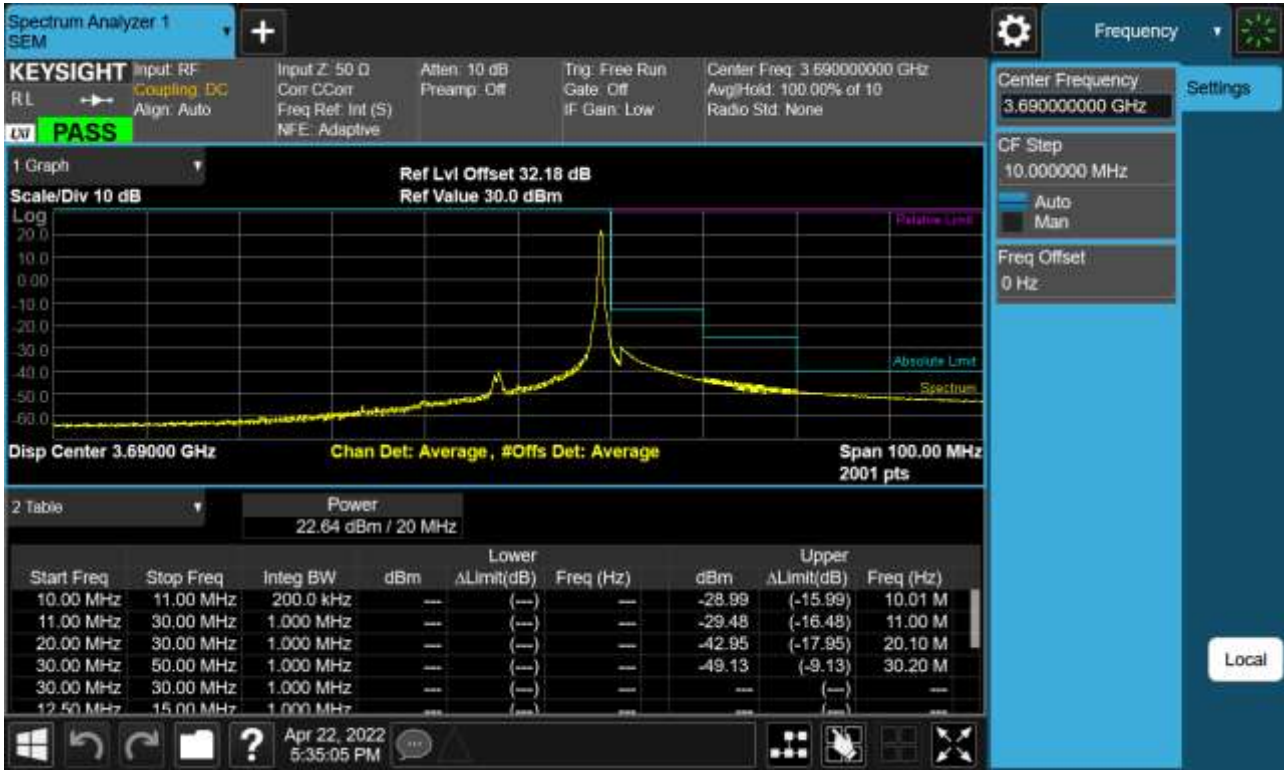 Spectrum Analyzer 1
SEM
+
Frequency
KEYSIGHT
RL
LXI
PASS
Input: RF
Coupling: DC
Align: Auto
Input Z: 50 Ω
Corr CCorr
Freq Ref: Int (S)
NFE: Adaptive
Atten: 10 dB
Preamp: Off
Trig: Free Run
Gate: Off
IF Gain: Low
Center Freq: 3.690000000 GHz
Avg|Hold: 100.00% of 10
Radio Std: None
Center Frequency
3.690000000 GHz
Settings
CF Step
10.000000 MHz
Auto
Man
Freq Offset
0 Hz
Local
1 Graph
Scale/Div 10 dB
Ref Lvl Offset 32.18 dB
Ref Value 30.0 dBm
Log
20.0
10.0
0.00
-10.0
-20.0
-30.0
-40.0
-50.0
-60.0
Relative Limit
Absolute Limit
Spectrum
Disp Center 3.69000 GHz
Chan Det: Average, #Offs Det: Average
Span 100.00 MHz
2001 pts
2 Table
Power
22.64 dBm / 20 MHz
Lower Upper
Start Freq Stop Freq Integ BW dBm ΔLimit(dB) Freq (Hz) dBm ΔLimit(dB) Freq (Hz)
10.00 MHz 11.00 MHz 200.0 kHz --- (---) --- -28.99 (-15.99) 10.01 M
11.00 MHz 30.00 MHz 1.000 MHz --- (---) --- -29.48 (-16.48) 11.00 M
20.00 MHz 30.00 MHz 1.000 MHz --- (---) --- -42.95 (-17.95) 20.10 M
30.00 MHz 50.00 MHz 1.000 MHz --- (---) --- -49.13 (-9.13) 30.20 M
30.00 MHz 30.00 MHz 1.000 MHz --- (---) --- --- (---) ---
12.50 MHz 15.00 MHz 1.000 MHz --- (---) --- --- (---) ---
?
Apr 22, 2022
5:35:05 PM